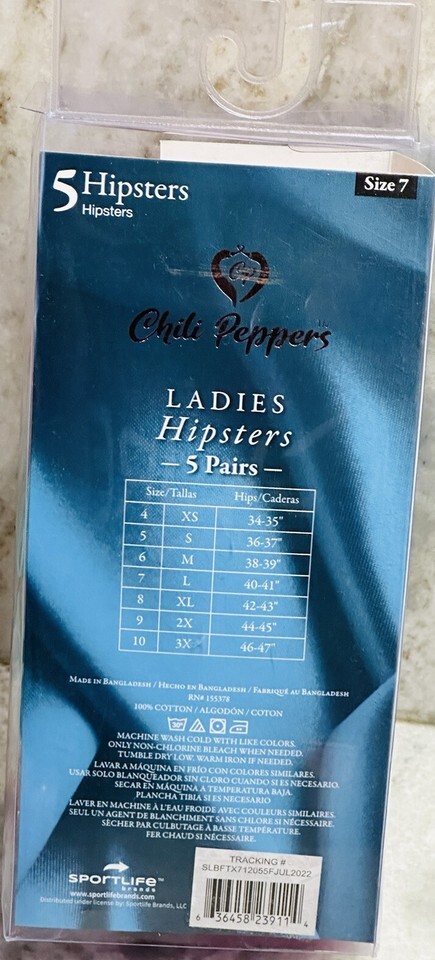 5 Hipsters
Hipsters
Size 7
Cp
Chili Peppers
LADIES
Hipsters
— 5 Pairs —
Size/Tallas Hips/Caderas
4 XS 34-35"
5 S 36-37"
6 M 38-39"
7 L 40-41"
8 XL 42-43"
9 2X 44-45"
10 3X 46-47"
MADE IN BANGLADESH / HECHO EN BANGLADESH / FABRIQUÉ AU BANGLADESH
RN# 155378
100% COTTON / ALGODÓN / COTON
30°
MACHINE WASH COLD WITH LIKE COLORS.
ONLY NON-CHLORINE BLEACH WHEN NEEDED.
TUMBLE DRY LOW. WARM IRON IF NEEDED.
LAVAR A MÁQUINA EN FRÍO CON COLORES SIMILARES.
USAR SOLO BLANQUEADOR SIN CLORO CUANDO SI ES NECESARIO.
SECAR EN MÁQUINA A TEMPERATURA BAJA.
PLANCHA TIBIA SI ES NECESARIO
LAVER EN MACHINE À L'EAU FROIDE AVEC COULEURS SIMILAIRES.
SEUL UN AGENT DE BLANCHIMENT SANS CHLORE SI NÉCESSAIRE.
SÈCHER PAR CULBUTAGE À BASSE TEMPÉRATURE.
FER CHAUD SI NÉCESSAIRE.
SPORTLIFE™
brands
www.sportlifebrands.com
Distributed under license by: Sportlife Brands, LLC
TRACKING #
SLBFTX712055FJUL2022
6 36458 23911 4